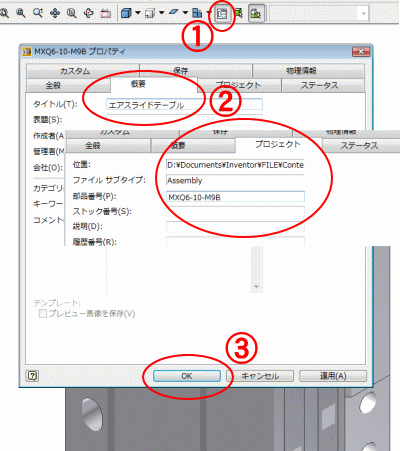 ①
MXQ6-10-M9B プロパティ
カスタム 保存 物理情報
全般 概要 プロジェクト ステータス
タイトル(T): エアスライドテーブル
②
表題(S):
作成者(A
管理者(M
会社(O):
カテゴリ
キーワー
コメント
カスタム 保存 物理情報
全般 概要 プロジェクト ステータス
位置: D:¥Documents¥Inventor¥FILE¥Conte
ファイル サブタイプ: Assembly
部品番号(P): MXQ6-10-M9B
ストック番号(S):
説明(D):
履歴番号(R):
テンプレート:
プレビュー画像を保存(V)
③
OK キャンセル 適用(A)